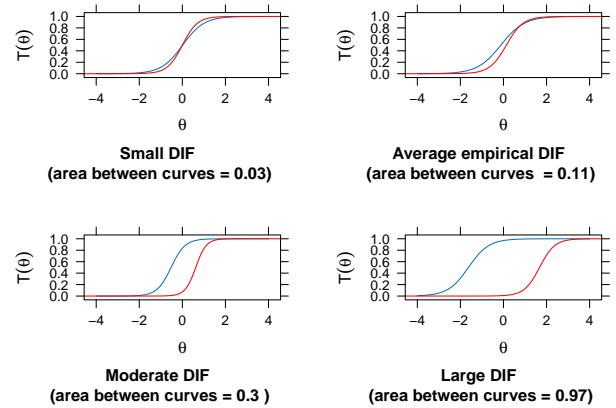 T(θ)
1.0
0.8
0.6
0.4
0.2
0.0
−4 −2 0 2 4
θ
Small DIF
(area between curves = 0.03)
T(θ)
1.0
0.8
0.6
0.4
0.2
0.0
−4 −2 0 2 4
θ
Average empirical DIF
(area between curves  = 0.11)
T(θ)
1.0
0.8
0.6
0.4
0.2
0.0
−4 −2 0 2 4
θ
Moderate DIF
(area between curves = 0.3 )
T(θ)
1.0
0.8
0.6
0.4
0.2
0.0
−4 −2 0 2 4
θ
Large DIF
(area between curves = 0.97)